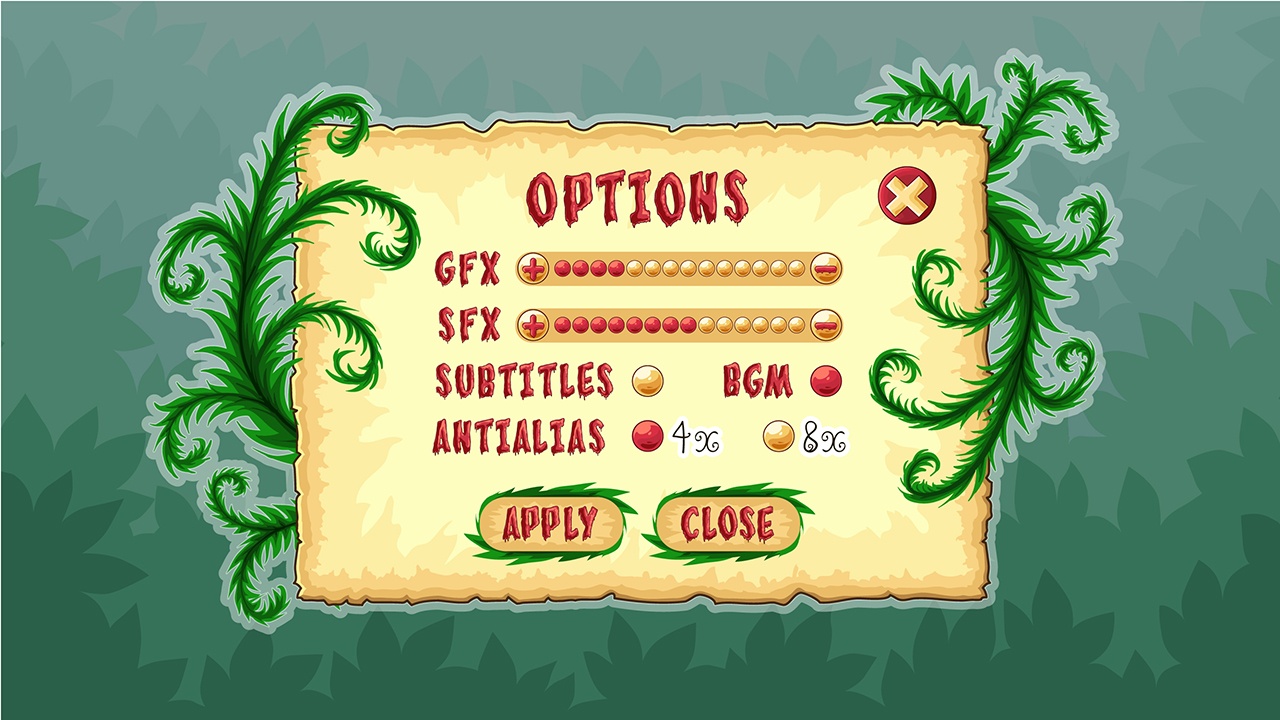 OPTIONS
GFX
SFX
SUBTITLES BGM
ANTIALIAS 4x 8x
APPLY CLOSE